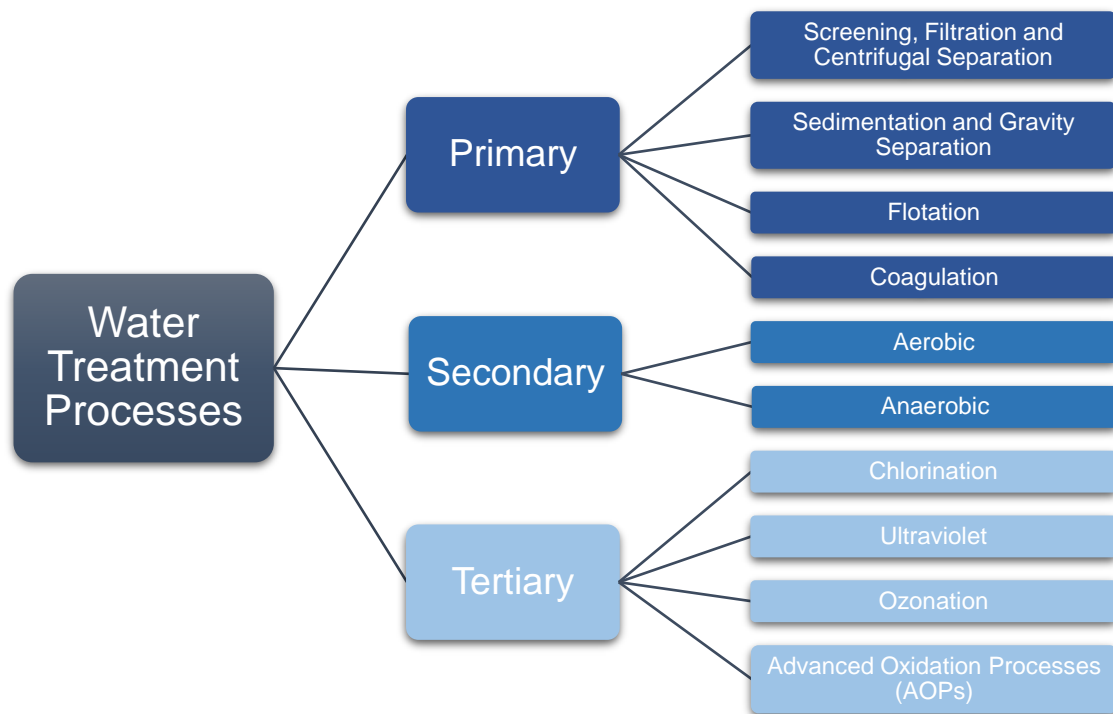 Water
Treatment
Processes
Primary
Screening, Filtration and
Centrifugal Separation
Sedimentation and Gravity
Separation
Flotation
Coagulation
Secondary
Aerobic
Anaerobic
Tertiary
Chlorination
Ultraviolet
Ozonation
Advanced Oxidation Processes
(AOPs)